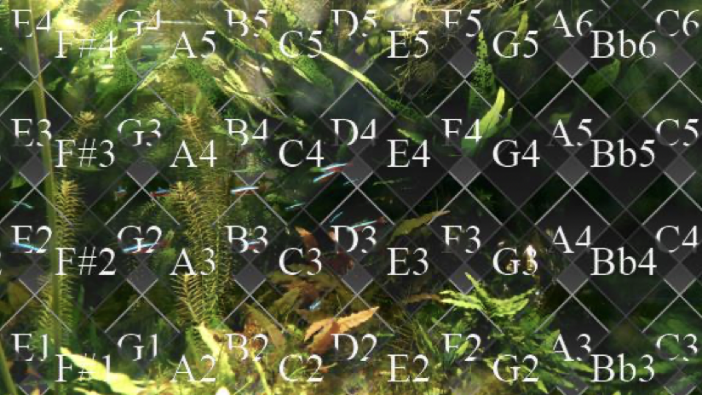 E4 G4 B5 D5 F5 A6 C6
F#4 A5 C5 E5 G5 Bb6
E3 G3 B4 D4 F4 A5 C5
F#3 A4 C4 E4 G4 Bb5
E2 G2 B3 D3 F3 A4 C4
F#2 A3 C3 E3 G3 Bb4
E1 G1 B2 D2 F2 A3 C3
F#1 A2 C2 E2 G2 Bb3